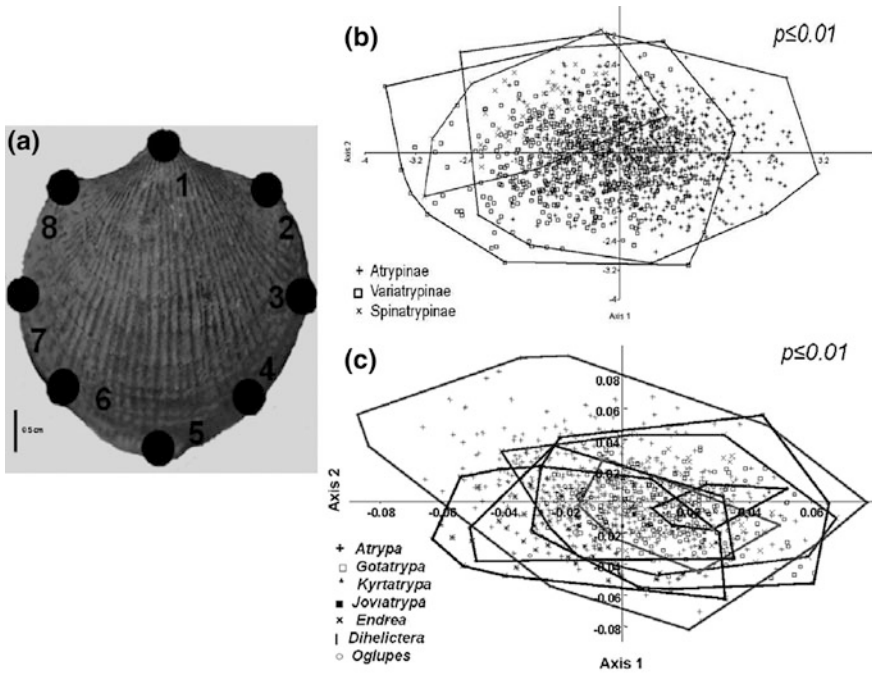 (a)
1
2
3
4
5
6
7
8
0.5cm
(b)
p≤0.01
Axis 2
-4
-3.2
-2.4
2.4
3.2
-2.4
-3.2
-4
Axis 1
+ Atrypinae
□ Variatrypinae
× Spinatrypinae
(c)
p≤0.01
0.08
0.06
0.04
0.02
-0.08
-0.06
-0.04
-0.02
0.02
0.04
0.06
-0.02
-0.04
-0.06
-0.08
Axis 2
Axis 1
+ Atrypa
□ Gotatrypa
* Kyrtatrypa
■ Joviatrypa
× Endrea
| Dihelictera
○ Oglupes